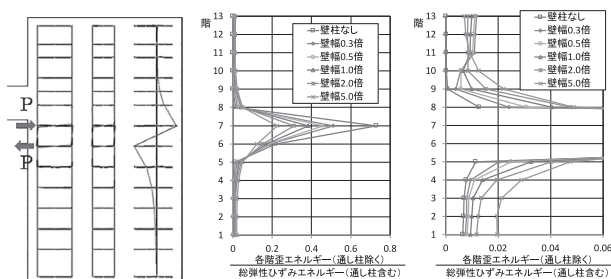 P
P
階
13
12
11
10
9
8
7
6
5
4
3
2
1
壁柱なし
壁幅0.3倍
壁幅0.5倍
壁幅1.0倍
壁幅2.0倍
壁幅5.0倍
0 0.2 0.4 0.6 0.8
各階歪エネルギー(通し柱除く)
総弾性ひずみエネルギー(通し柱含む)
階
13
12
11
10
9
8
7
6
5
4
3
2
1
壁柱なし
壁幅0.3倍
壁幅0.5倍
壁幅1.0倍
壁幅2.0倍
壁幅5.0倍
0 0.02 0.04 0.06
各階歪エネルギー(通し柱除く)
総弾性ひずみエネルギー(通し柱含む)